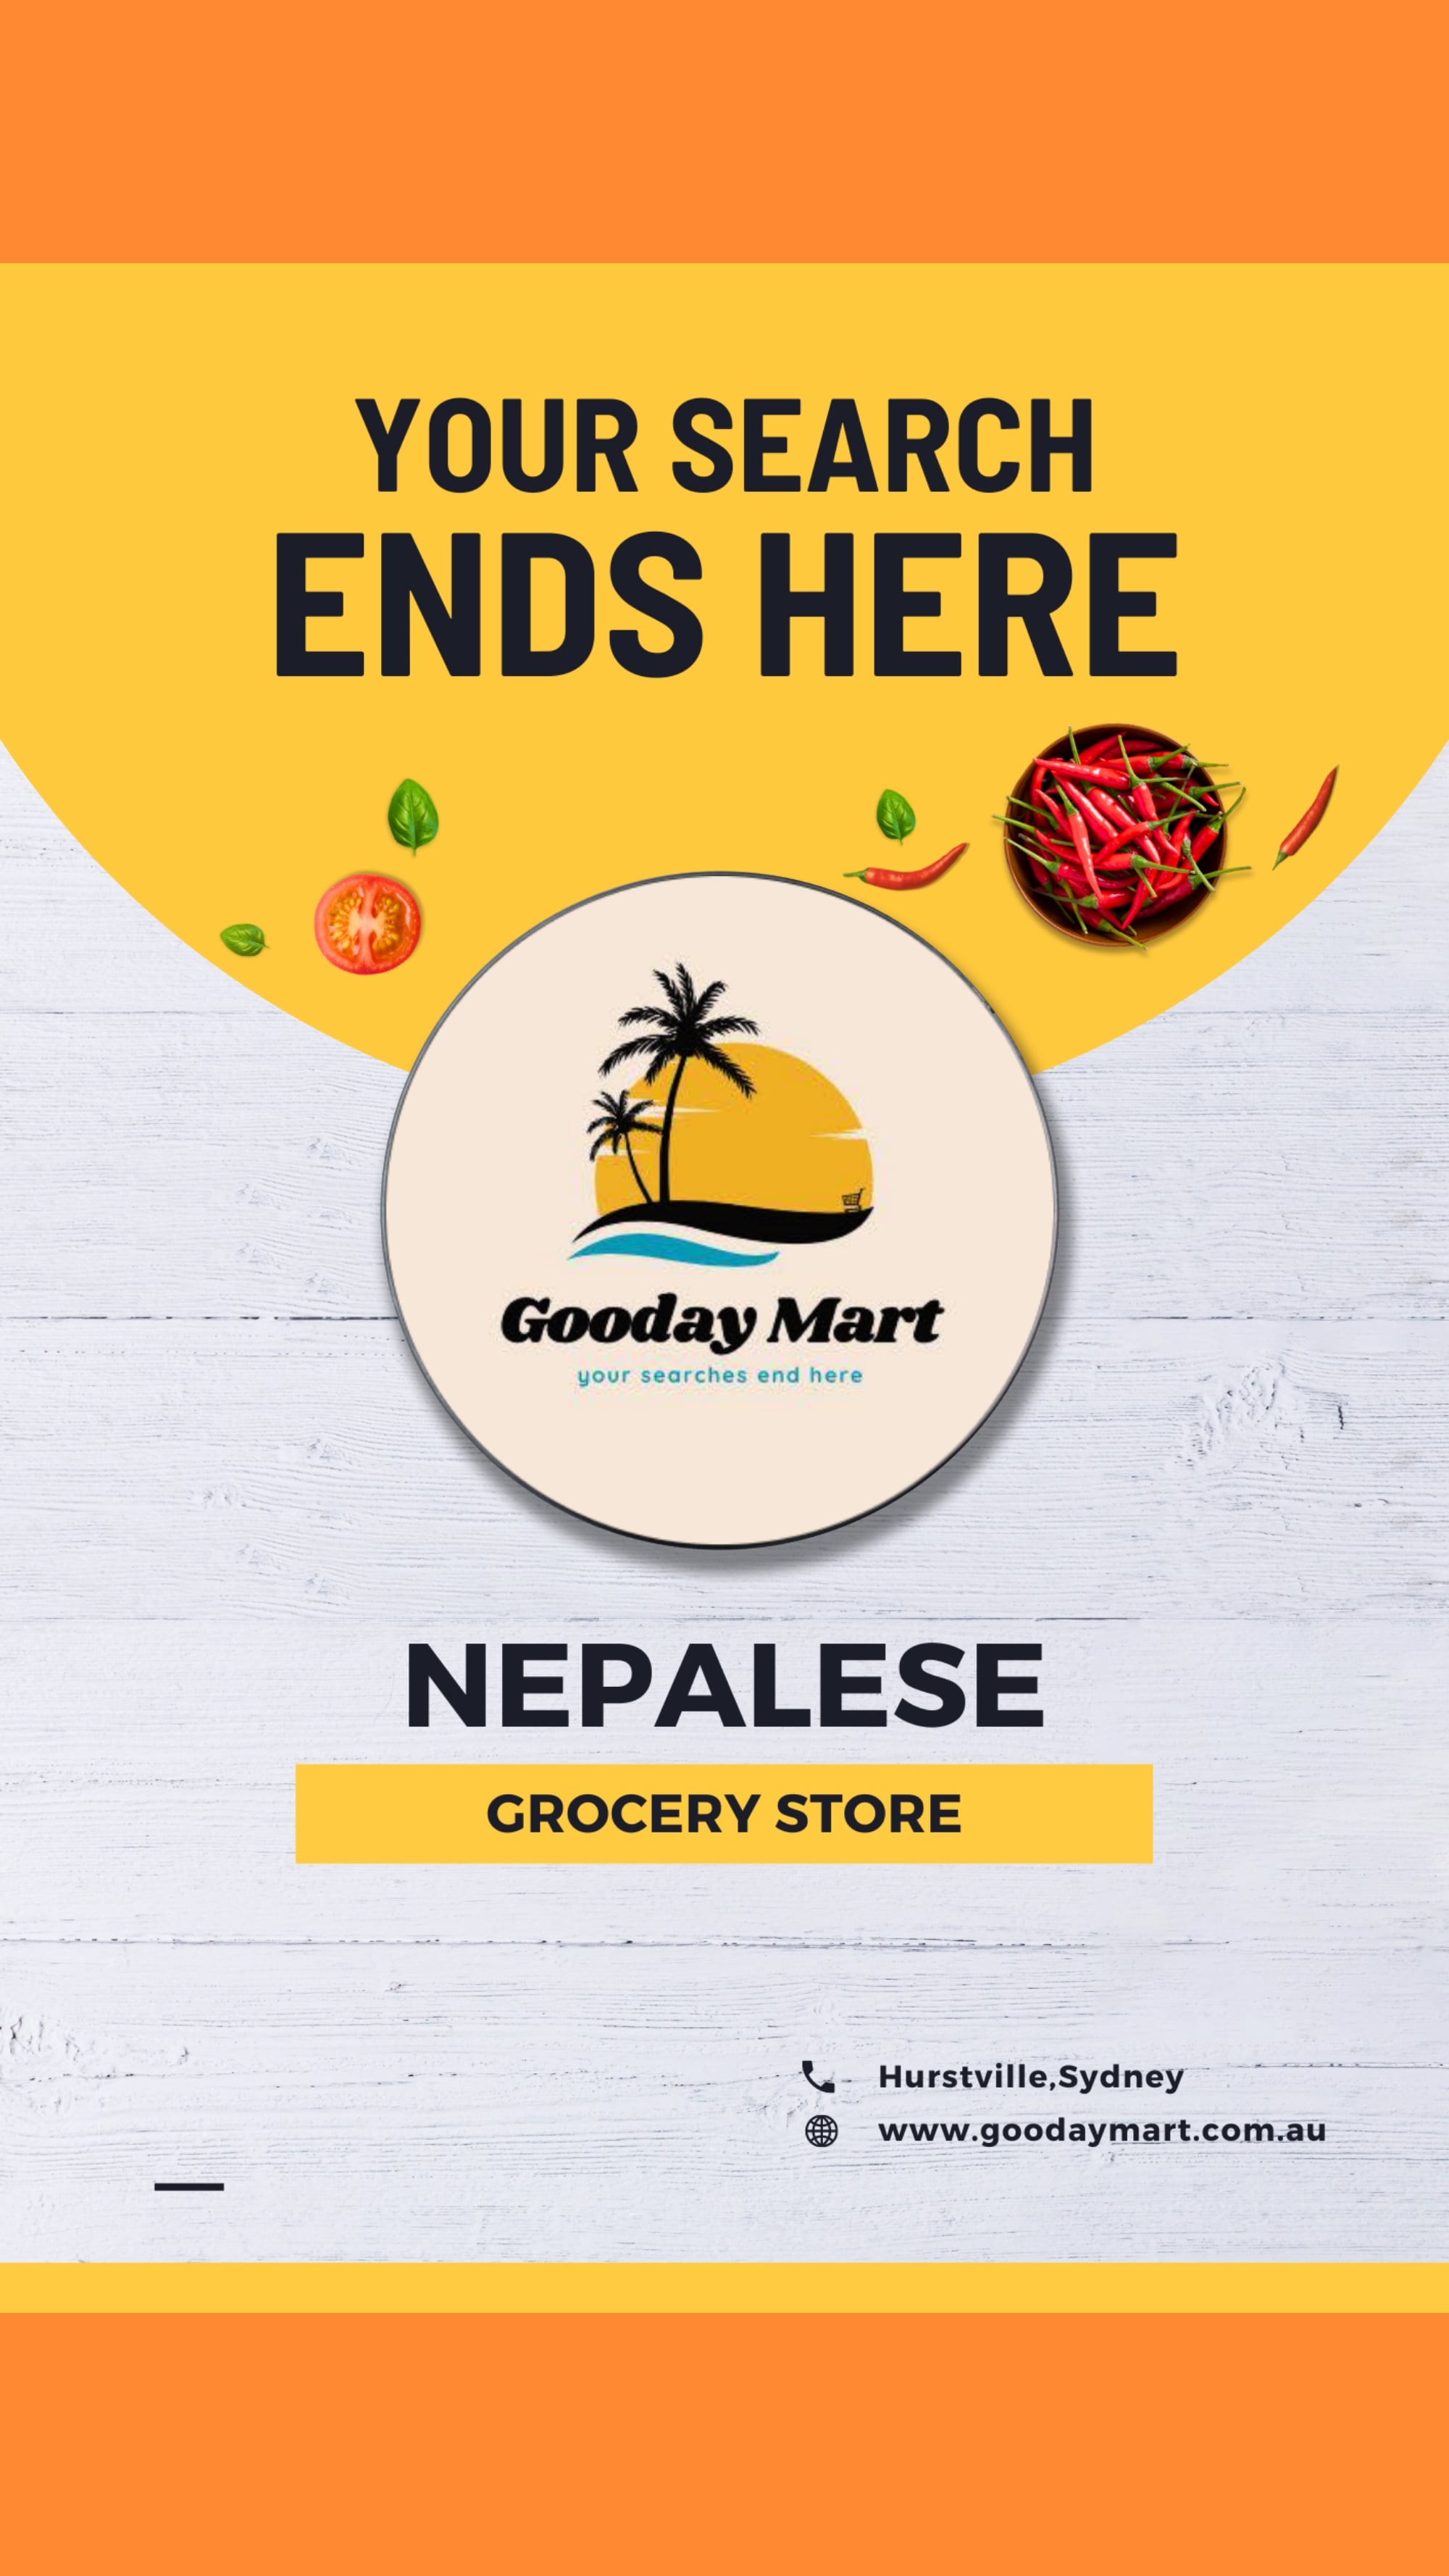 YOUR SEARCH
ENDS HERE
Gooday Mart
your searches end here
NEPALESE
GROCERY STORE
Hurstville,Sydney
www.goodaymart.com.au